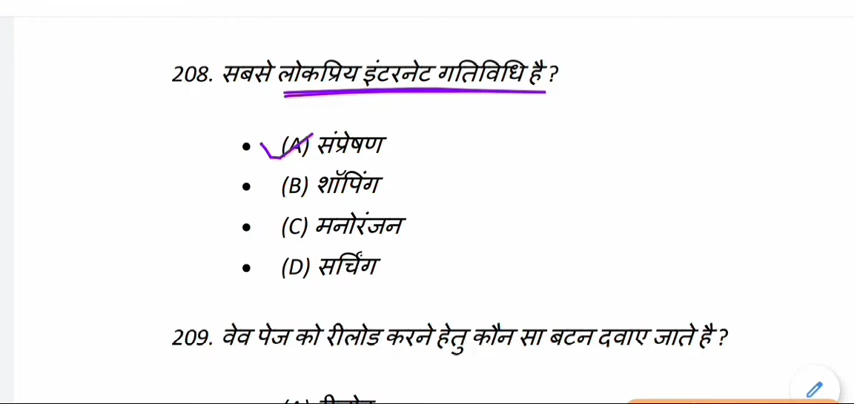 208. सबसे लोकप्रिय इंटरनेट गतिविधि है ?
• (A) संप्रेषण
• (B) शॉपिंग
• (C) मनोरंजन
• (D) सर्चिंग
209. वेव पेज को रीलोड करने हेतु कौन सा बटन दवाए जाते है ?